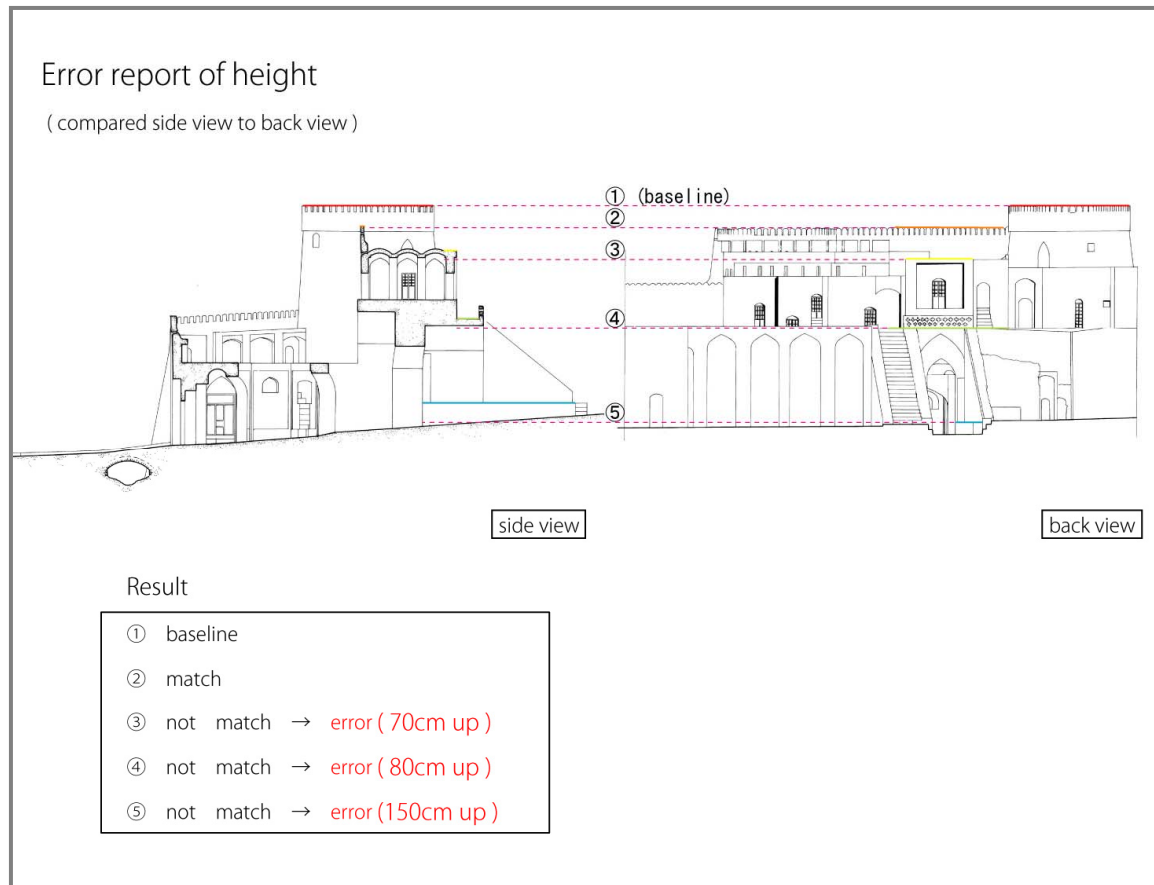 Error report of height
( compared side view to back view )
① (baseline)
②
③
④
⑤
side view
back view
Result
① baseline
② match
③ not match → error ( 70cm up )
④ not match → error ( 80cm up )
⑤ not match → error (150cm up )